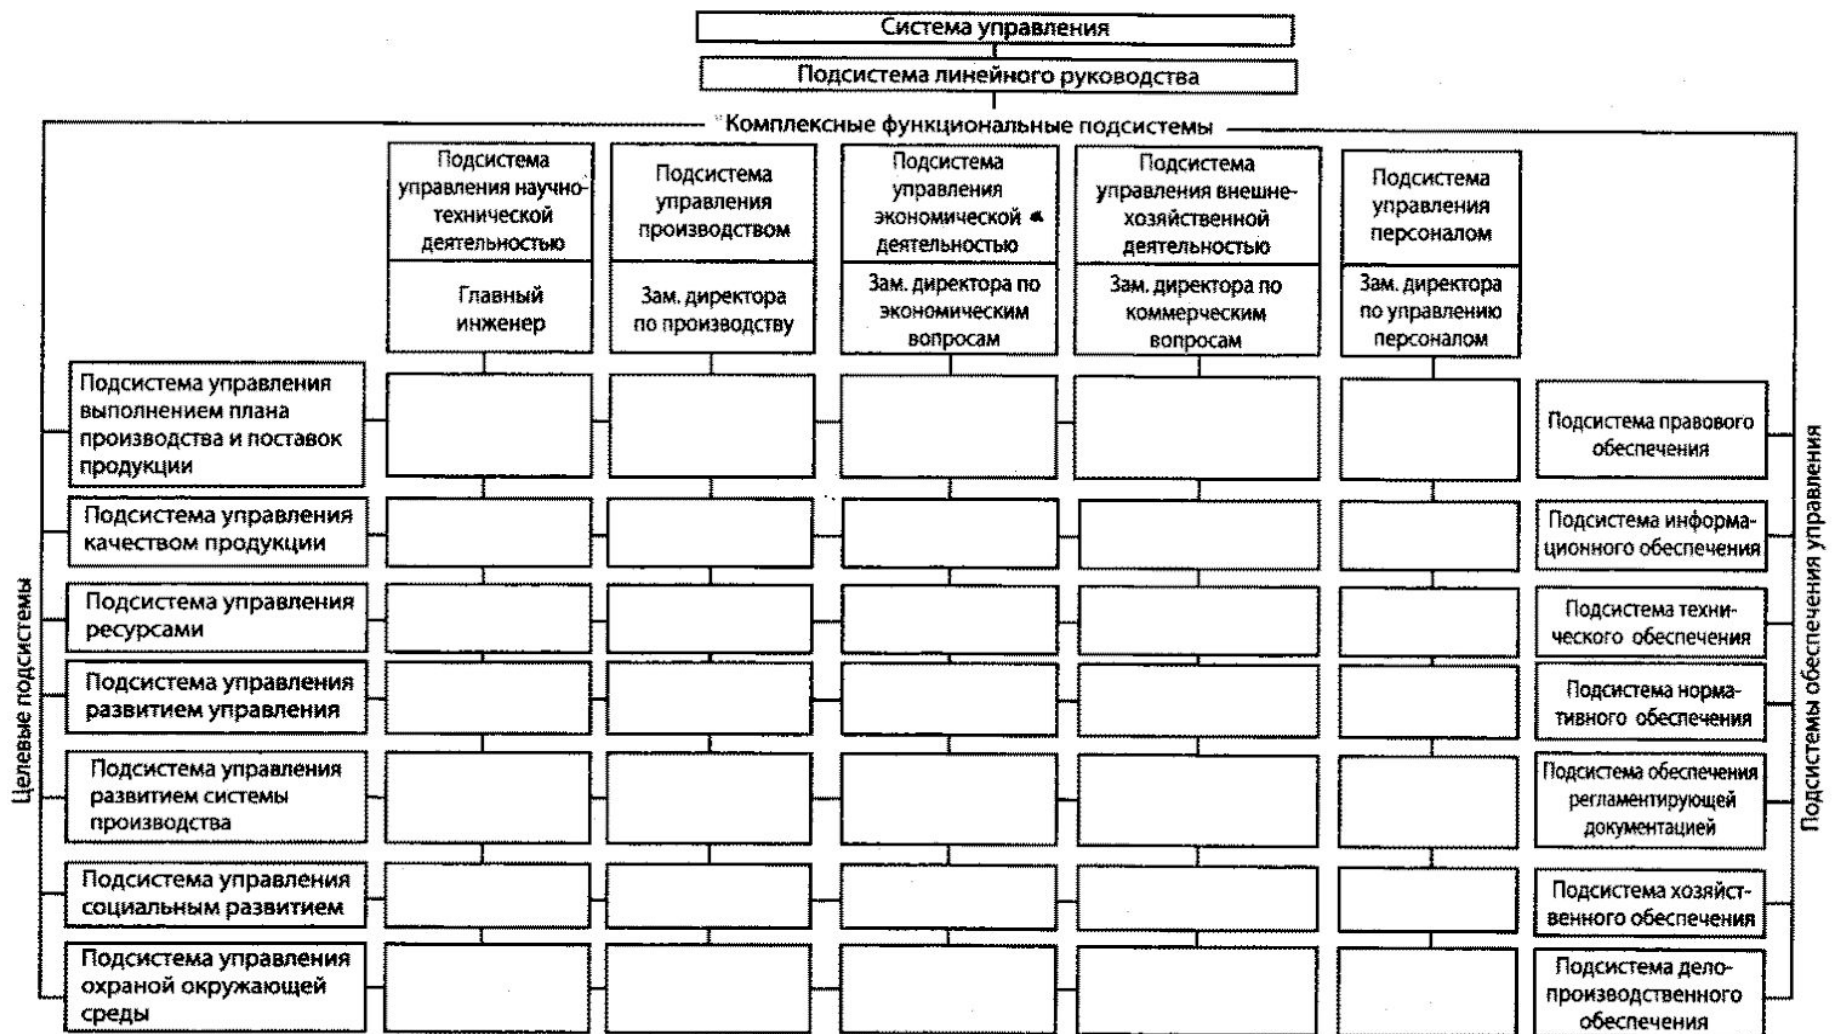 Система управления
Подсистема линейного руководства
Комплексные функциональные подсистемы
Подсистема
управления научно-
технической
деятельностью
Главный
инженер
Подсистема
управления
производством
Зам. директора
по производству
Подсистема
управления
экономической
деятельностью
Зам. директора по
экономическим
вопросам
Подсистема
управления внешне-
хозяйственной
деятельностью
Зам. директора по
коммерческим
вопросам
Подсистема
управления
персоналом
Зам. директора
по управлению
персоналом
Целевые подсистемы
Подсистема управления
выполнением плана
производства и поставок
продукции
Подсистема управления
качеством продукции
Подсистема управления
ресурсами
Подсистема управления
развитием управления
Подсистема управления
развитием системы
производства
Подсистема управления
социальным развитием
Подсистема управления
охраной окружающей
среды
Подсистема правового
обеспечения
Подсистема информа-
ционного обеспечения
Подсистема техни-
ческого обеспечения
Подсистема норма-
тивного обеспечения
Подсистема обеспечения
регламентирующей
документацией
Подсистема хозяйст-
венного обеспечения
Подсистема дело-
производственного
обеспечения
Подсистемы обеспечения управления